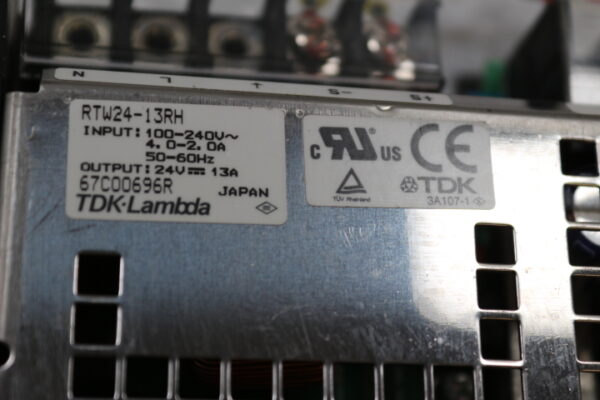 N L + S- S+
RTW24-13RH
INPUT: 100-240V~
4.0-2.0A
50-60Hz
OUTPUT: 24V⎓ 13A
67C00696R
JAPAN
TDK-Lambda
c RU US CE
TÜV Rheinland
TDK
3A107-1